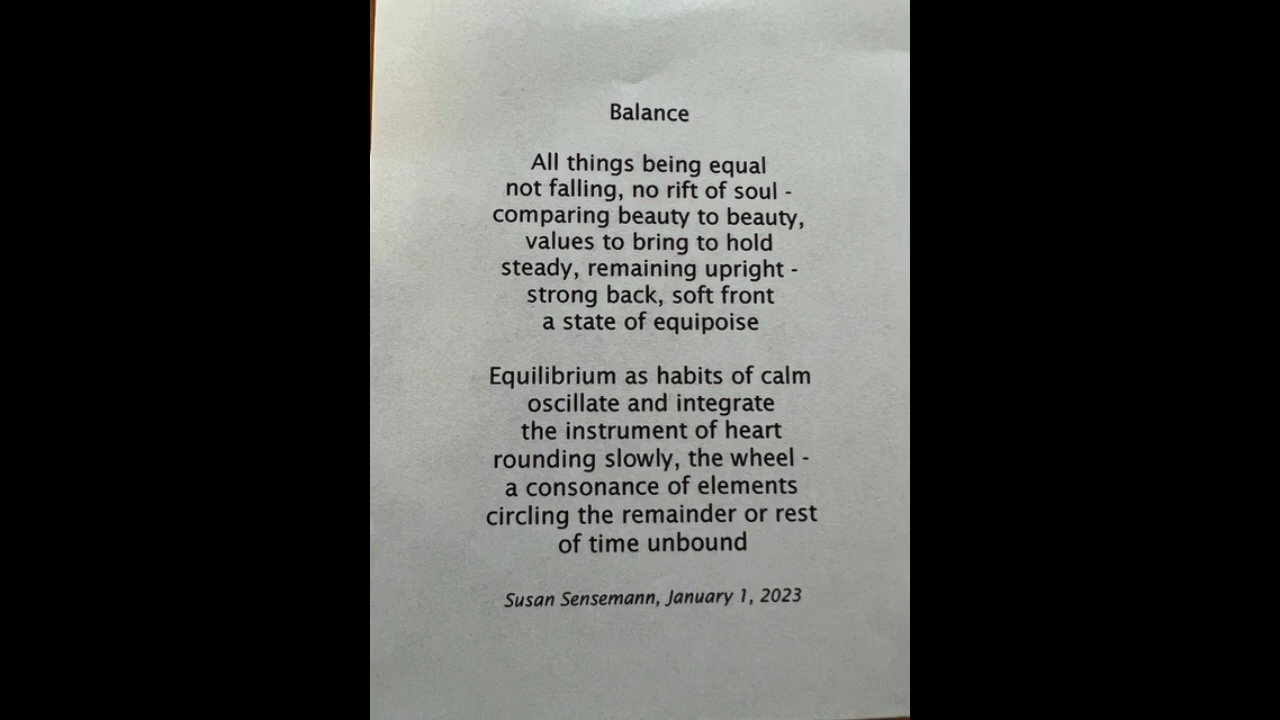 Balance
All things being equal
not falling, no rift of soul -
comparing beauty to beauty,
values to bring to hold
steady, remaining upright -
strong back, soft front
a state of equipoise
Equilibrium as habits of calm
oscillate and integrate
the instrument of heart
rounding slowly, the wheel -
a consonance of elements
circling the remainder or rest
of time unbound
Susan Sensemann, January 1, 2023